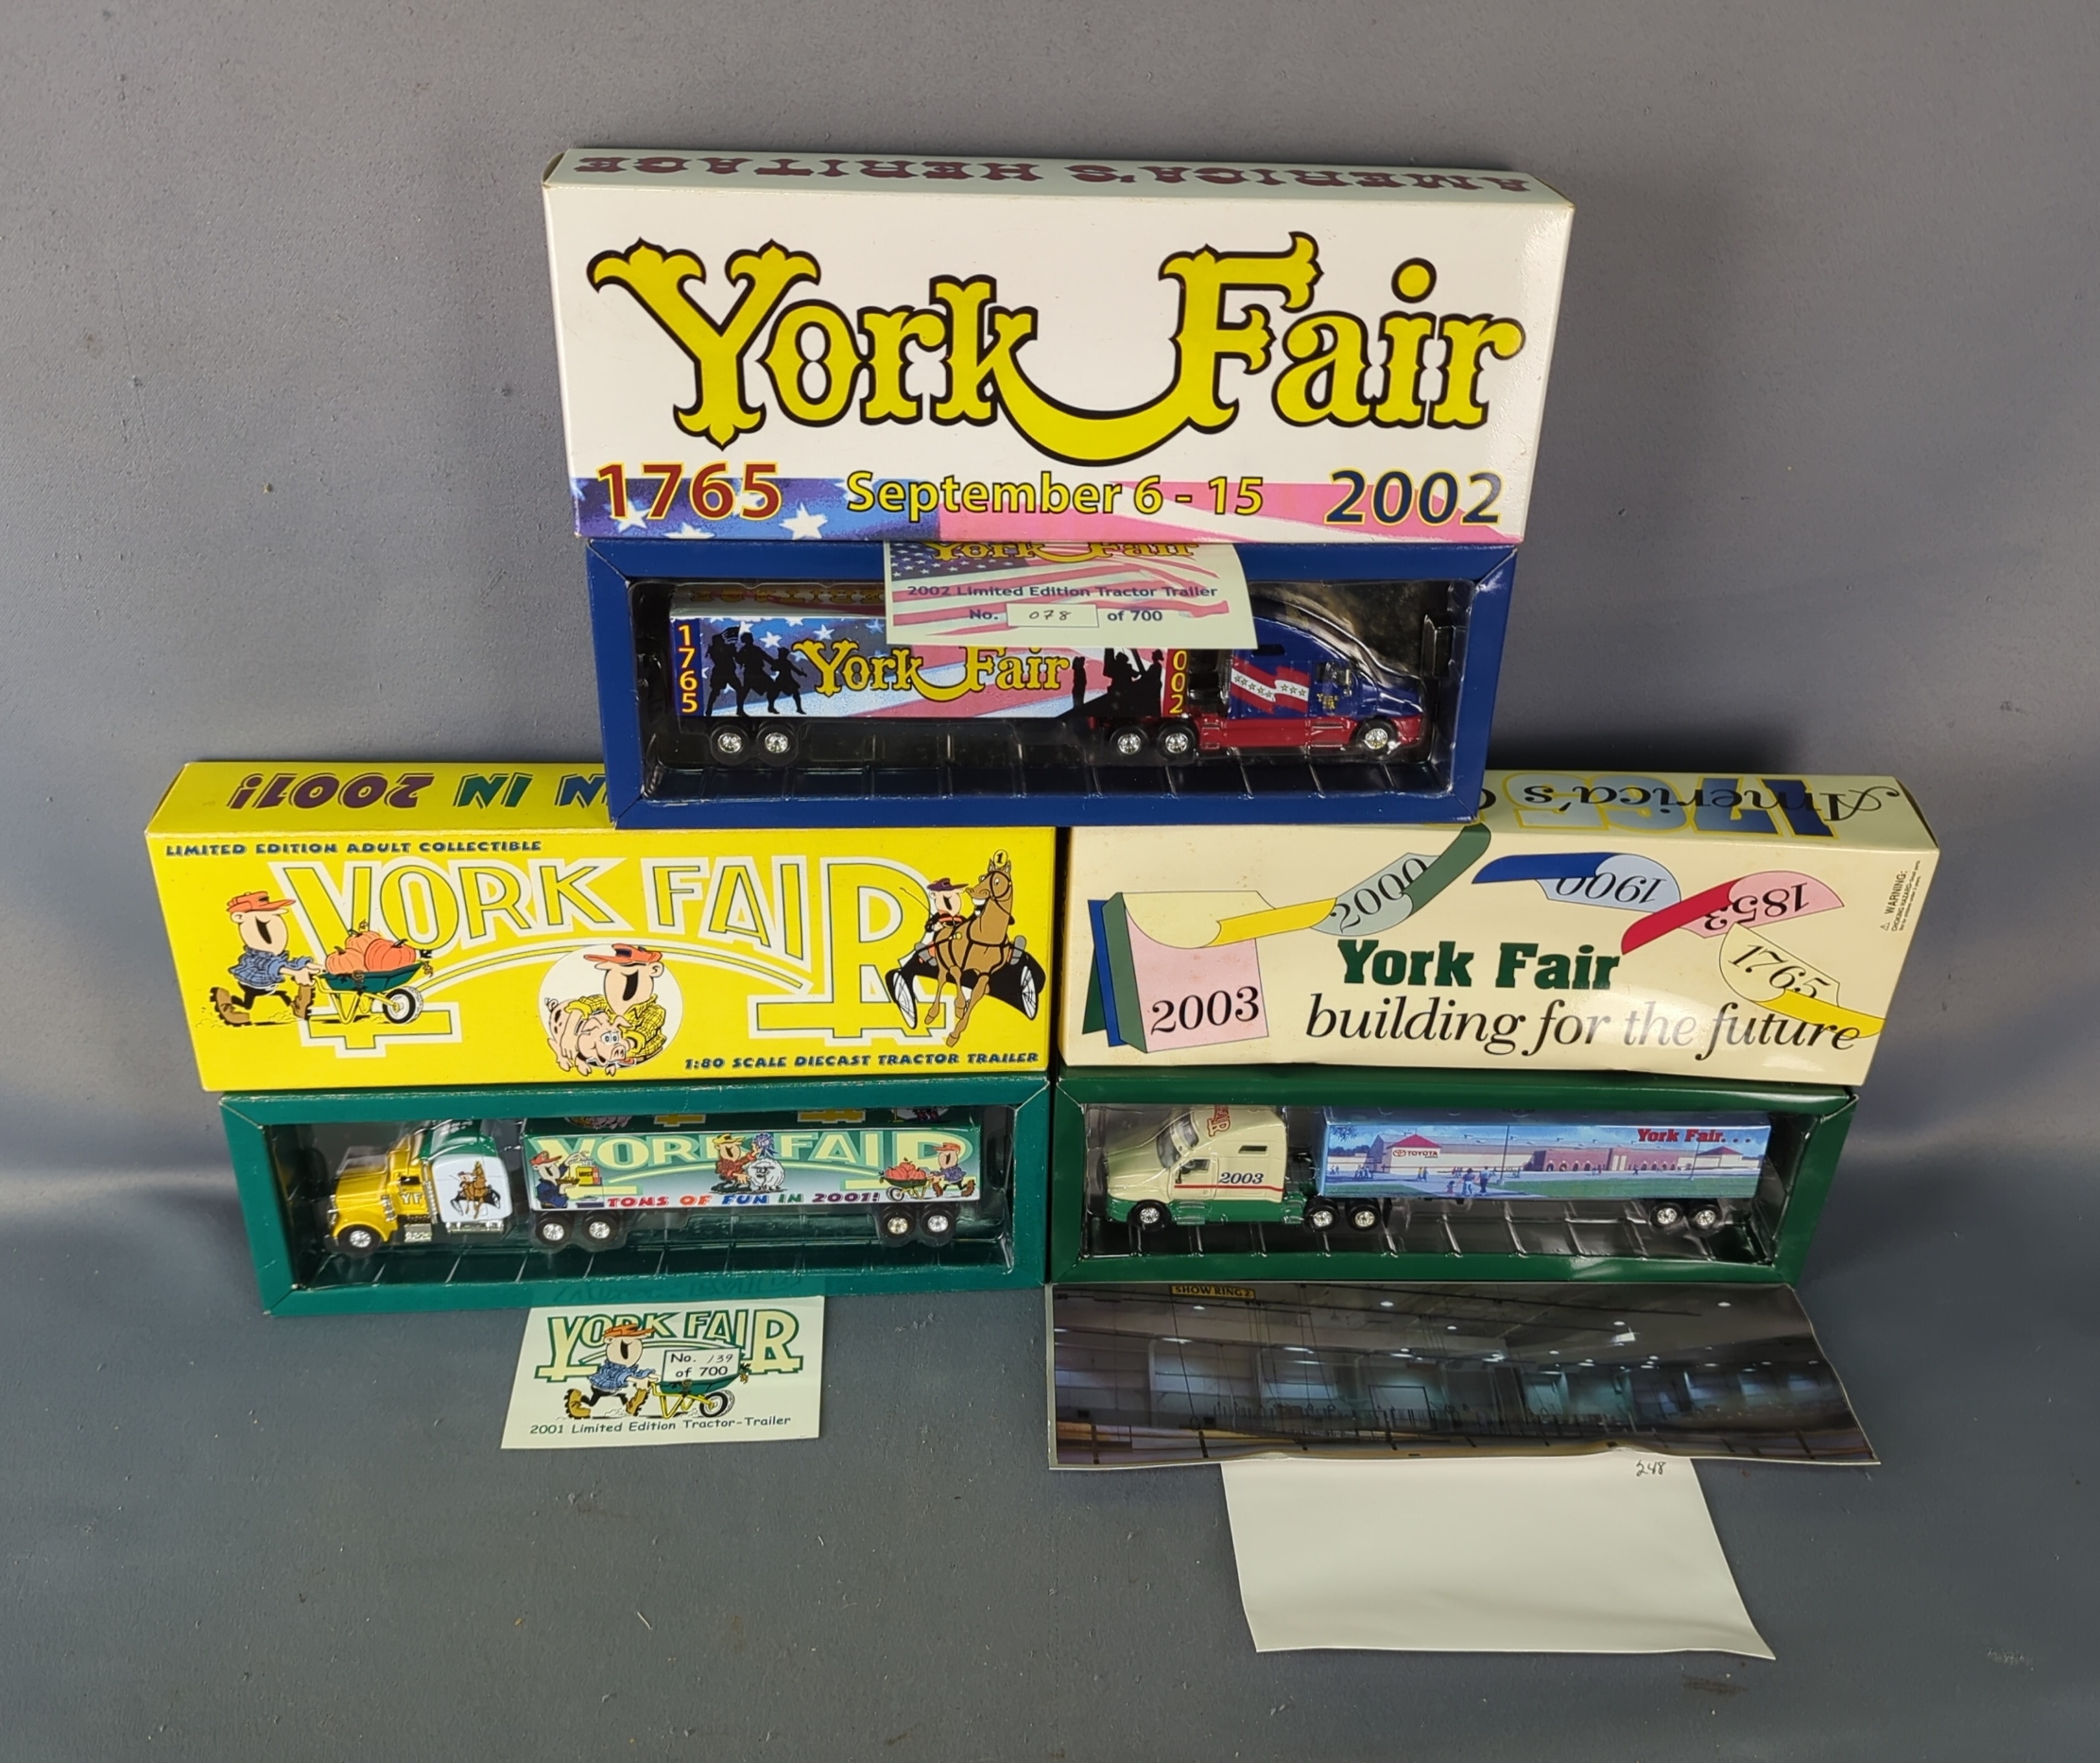 AMERICA'S HERITAGE
York Fair
1765 September 6 - 15 2002
York Fair
2002 Limited Edition Tractor Trailer
No. 078 of 700
1765
York Fair
002
IN 2001!
LIMITED EDITION ADULT COLLECTIBLE
YORK FAIR
1
1:80 SCALE DIECAST TRACTOR TRAILER
YF
YORK FAIR
TONS OF FUN IN 2001!
YORK FAIR
No. 139
of 700
2001 Limited Edition Tractor-Trailer
1765
America's
WARNING:
2003
2000
1900
1853
1765
York Fair
building for the future
2003
TOYOTA
York Fair...
SHOW RING 2
248